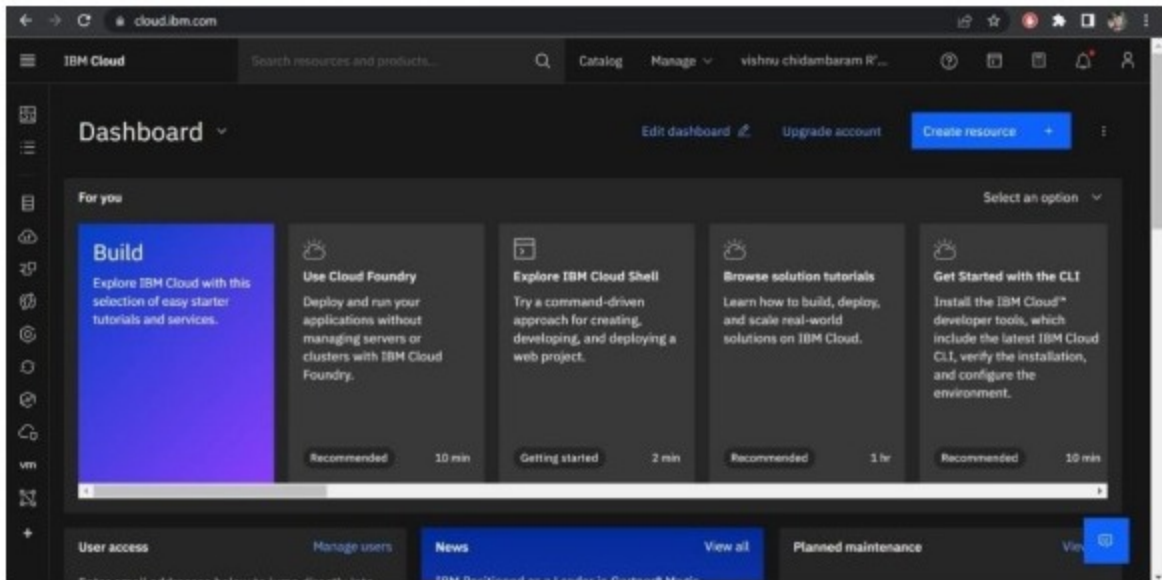 cloud.ibm.com
IBM Cloud
Search resources and products...
Catalog
Manage
vishnu chidambaram R'...
Dashboard
Edit dashboard
Upgrade account
Create resource +
For you
Select an option
Build
Explore IBM Cloud with this
selection of easy starter
tutorials and services.
Use Cloud Foundry
Deploy and run your
applications without
managing servers or
clusters with IBM Cloud
Foundry.
Recommended
10 min
Explore IBM Cloud Shell
Try a command-driven
approach for creating,
developing, and deploying a
web project.
Getting started
2 min
Browse solution tutorials
Learn how to build, deploy,
and scale real-world
solutions on IBM Cloud.
Recommended
1 hr
Get Started with the CLI
Install the IBM Cloud™
developer tools, which
include the latest IBM Cloud
CLI, verify the installation,
and configure the
environment.
Recommended
10 min
vm
User access
Manage users
News
View all
Planned maintenance